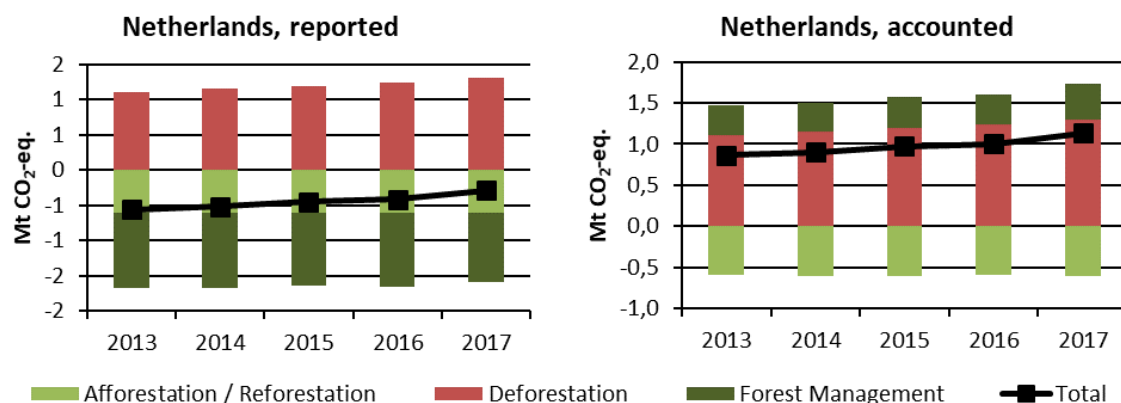 Netherlands, reported
Mt CO₂-eq.
2
1
1
0
-1
-1
-2
-2
2013 2014 2015 2016 2017
Netherlands, accounted
Mt CO₂-eq.
2,0
1,5
1,0
0,5
0,0
-0,5
-1,0
2013 2014 2015 2016 2017
Afforestation / Reforestation Deforestation Forest Management Total